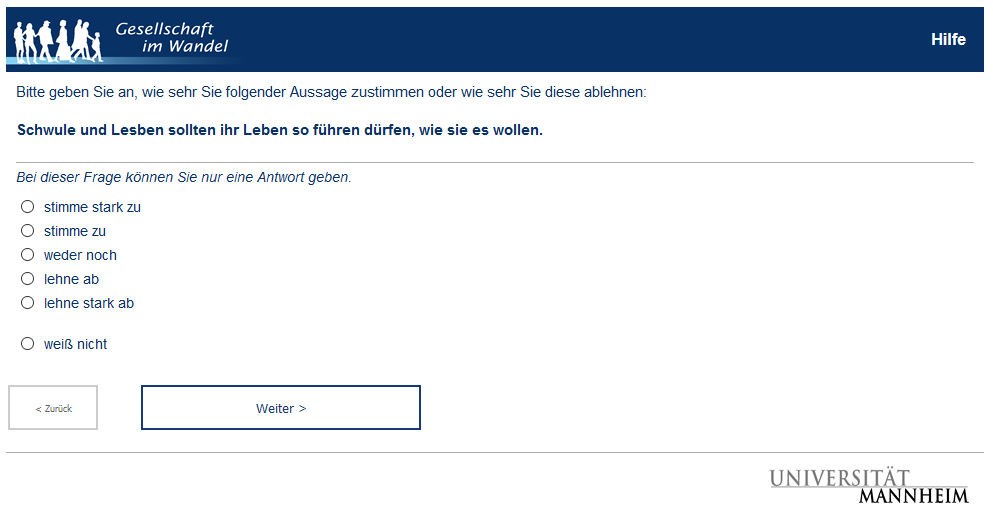 Gesellschaft
im Wandel
Hilfe
Bitte geben Sie an, wie sehr Sie folgender Aussage zustimmen oder wie sehr Sie diese ablehnen:
Schwule und Lesben sollten ihr Leben so führen dürfen, wie sie es wollen.
Bei dieser Frage können Sie nur eine Antwort geben.
stimme stark zu
stimme zu
weder noch
lehne ab
lehne stark ab
weiß nicht
< Zurück
Weiter >
UNIVERSITÄT
MANNHEIM